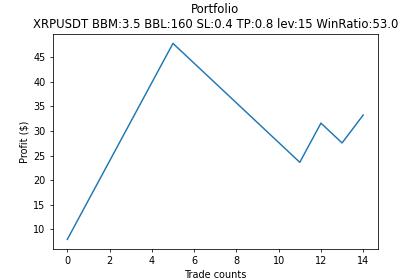 Portfolio
XRPUSDT BBM:3.5 BBL:160 SL:0.4 TP:0.8 lev:15 WinRatio:53.0
45
40
35
30
25
20
15
10
Profit ($)
0 2 4 6 8 10 12 14
Trade counts